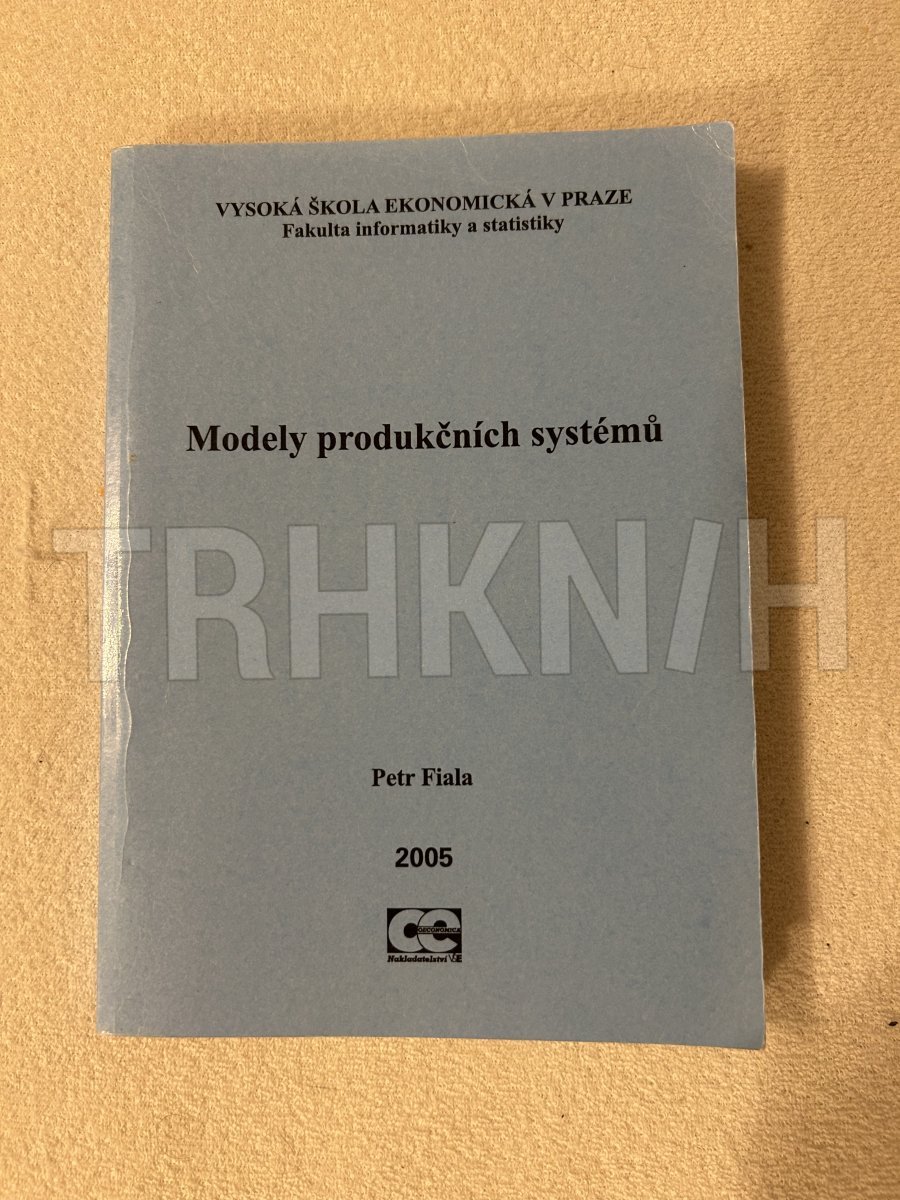 VYSOKÁ ŠKOLA EKONOMICKÁ V PRAZE
Fakulta informatiky a statistiky
Modely produkčních systémů
TRHKNIH
Petr Fiala
2005
OECONOMICA
Nakladatelství VŠE